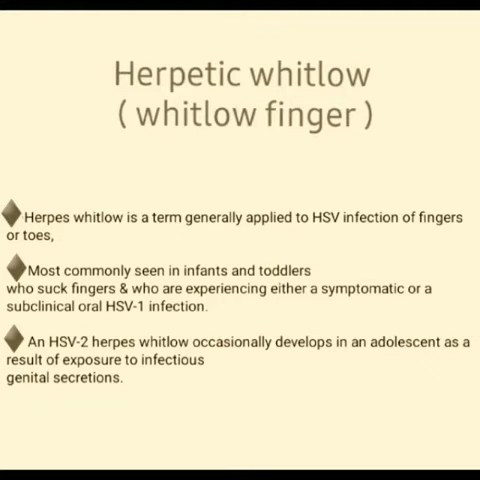 Herpetic whitlow
( whitlow finger )
Herpes whitlow is a term generally applied to HSV infection of fingers
or toes,
Most commonly seen in infants and toddlers
who suck fingers & who are experiencing either a symptomatic or a
subclinical oral HSV-1 infection.
An HSV-2 herpes whitlow occasionally develops in an adolescent as a
result of exposure to infectious
genital secretions.